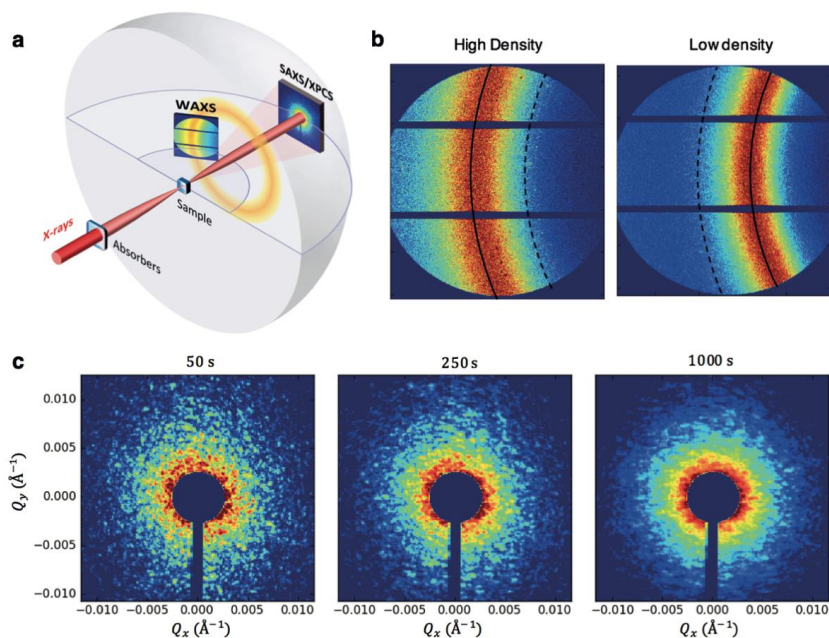 a
WAXS
SAXS/XPCS
Sample
X-rays
Absorbers
b
High Density
Low density
c
50 s
250 s
1000 s
0.010
0.005
0.000
−0.005
−0.010
Qy (Å⁻¹)
−0.010 −0.005 0.000 0.005 0.010
−0.010 −0.005 0.000 0.005 0.010
−0.010 −0.005 0.000 0.005 0.010
Qx (Å⁻¹)
Qx (Å⁻¹)
Qx (Å⁻¹)